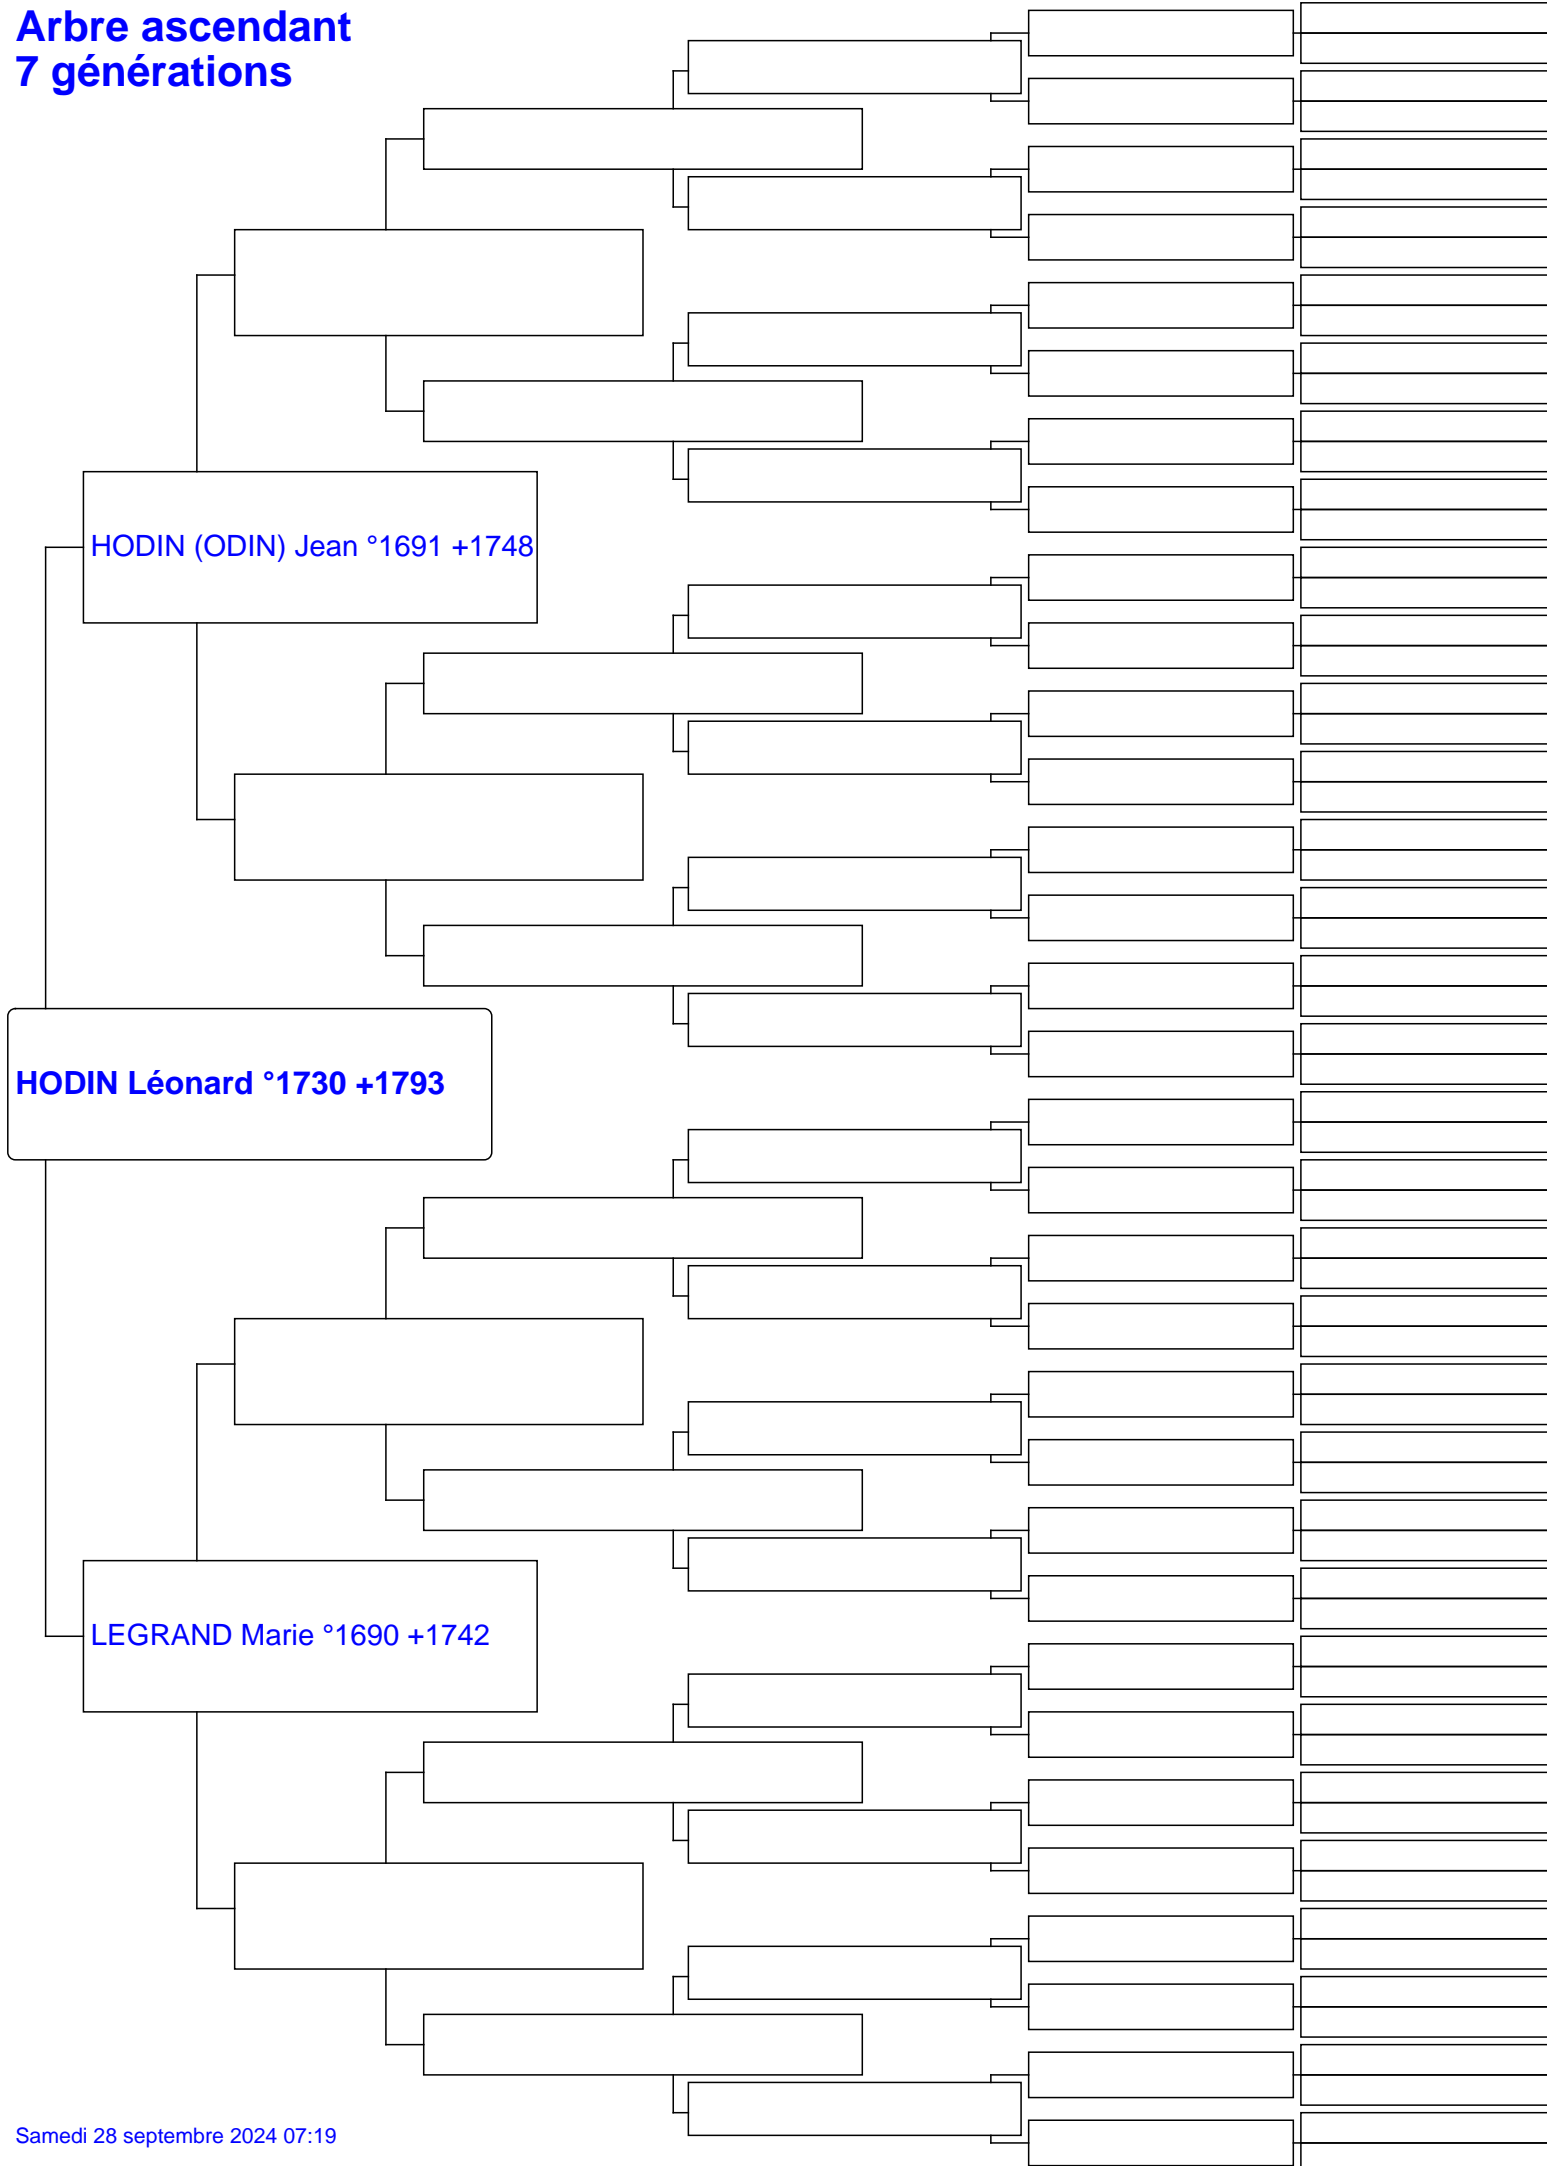 Arbre ascendant
7 générations
HODIN (ODIN) Jean °1691 +1748
HODIN Léonard °1730 +1793
LEGRAND Marie °1690 +1742
Samedi 28 septembre 2024 07:19